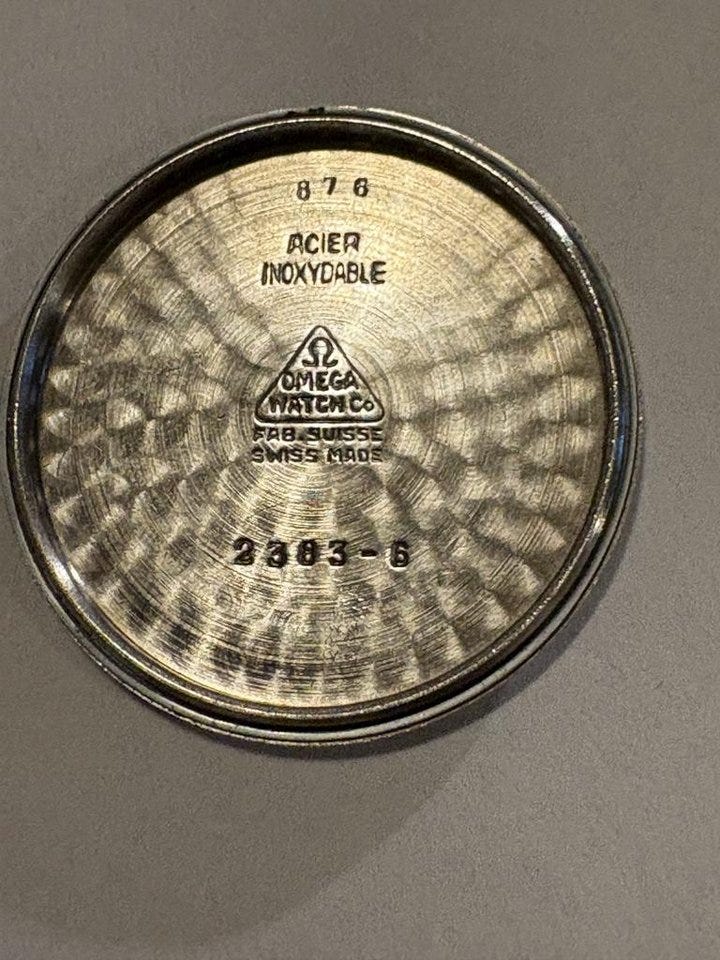 876
ACIER
INOXYDABLE
Ω
OMEGA
WATCH Co
FAB. SUISSE
SWISS MADE
2383-6